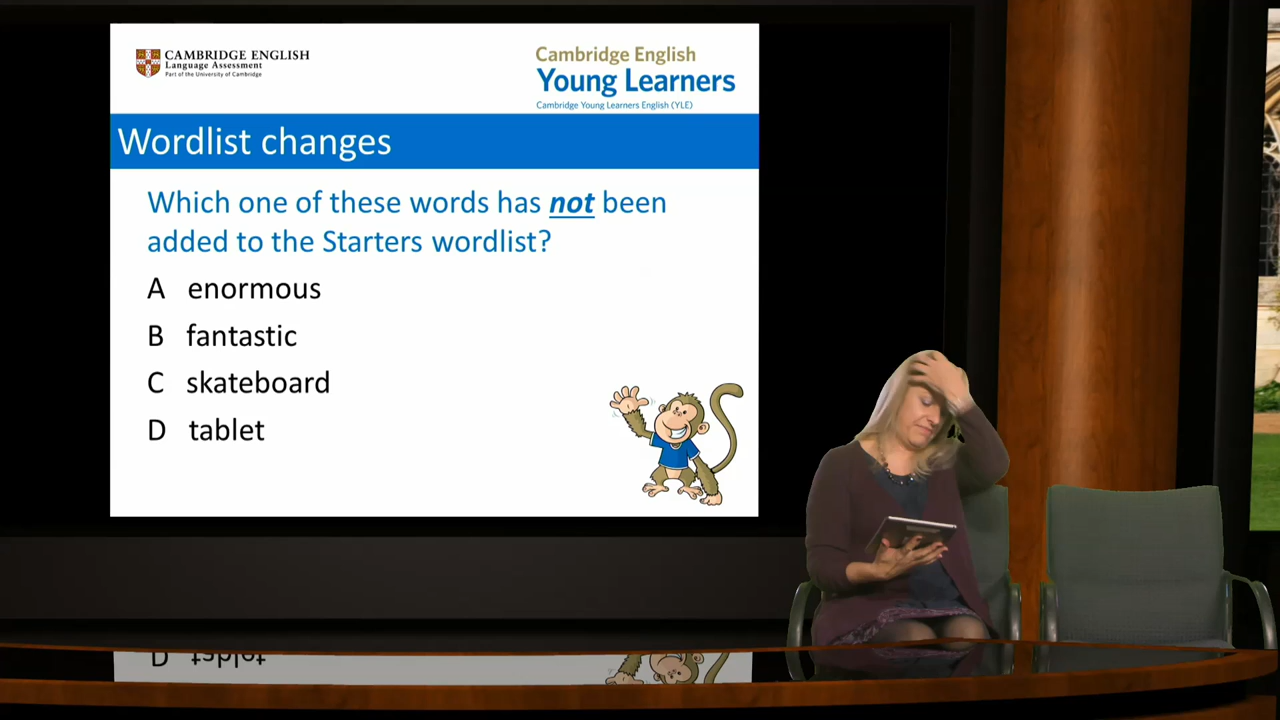 CAMBRIDGE ENGLISH
Language Assessment
Part of the University of Cambridge
Cambridge English
Young Learners
Cambridge Young Learners English (YLE)
Wordlist changes
Which one of these words has not been
added to the Starters wordlist?
A enormous
B fantastic
C skateboard
D tablet
D tablet